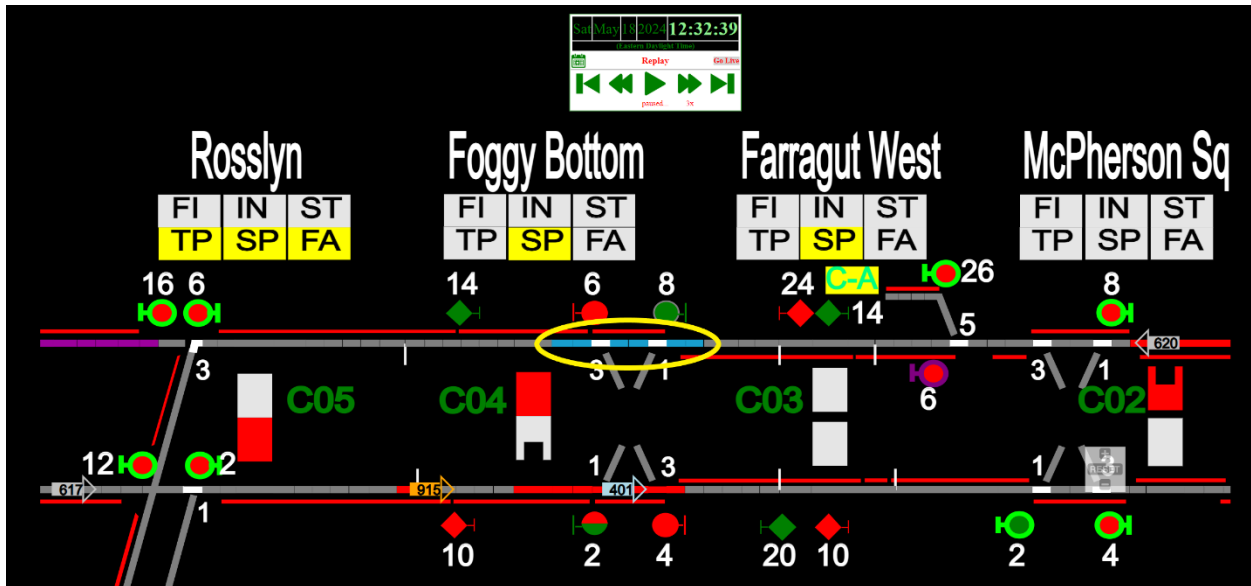 Sat May 18 2024 12:32:39
(Eastern Daylight Time)
Replay Go Live
paused 1x
Rosslyn Foggy Bottom Farragut West McPherson Sq
FI IN ST FI IN ST FI IN ST FI IN ST
TP SP FA TP SP FA TP SP FA TP SP FA
16 6 14 6 8 24 C-A 14 26 8
5
620
3 3 1 6 3 1
C05 C04 C03 C02
12 2 1 3 1 3
617 915 401
1
10 2 4 20 10 2 4